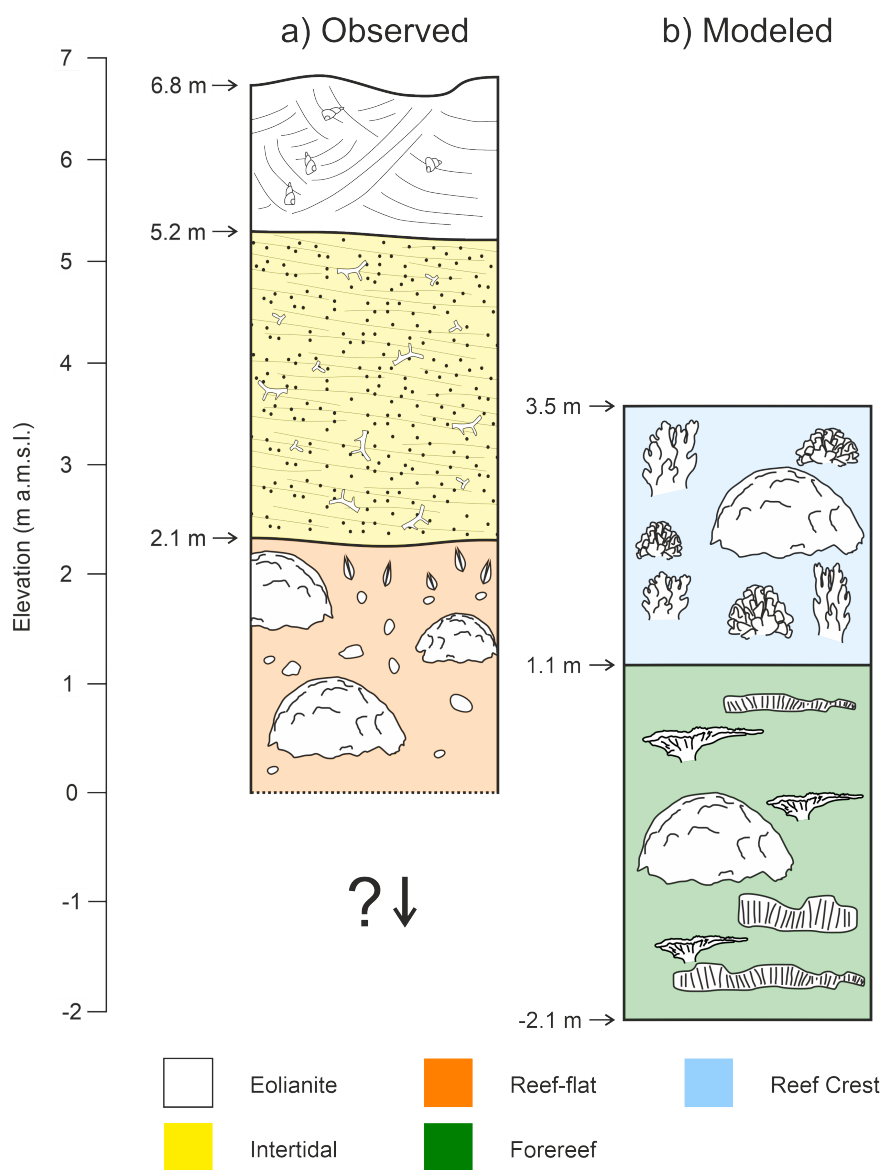 a) Observed
b) Modeled
7
6.8 m
6
5.2 m
5
4
3.5 m
3
2.1 m
2
1.1 m
1
0
-1
-2
-2.1 m
Elevation (m a.m.s.l.)
?
Eolianite
Reef-flat
Reef Crest
Intertidal
Forereef